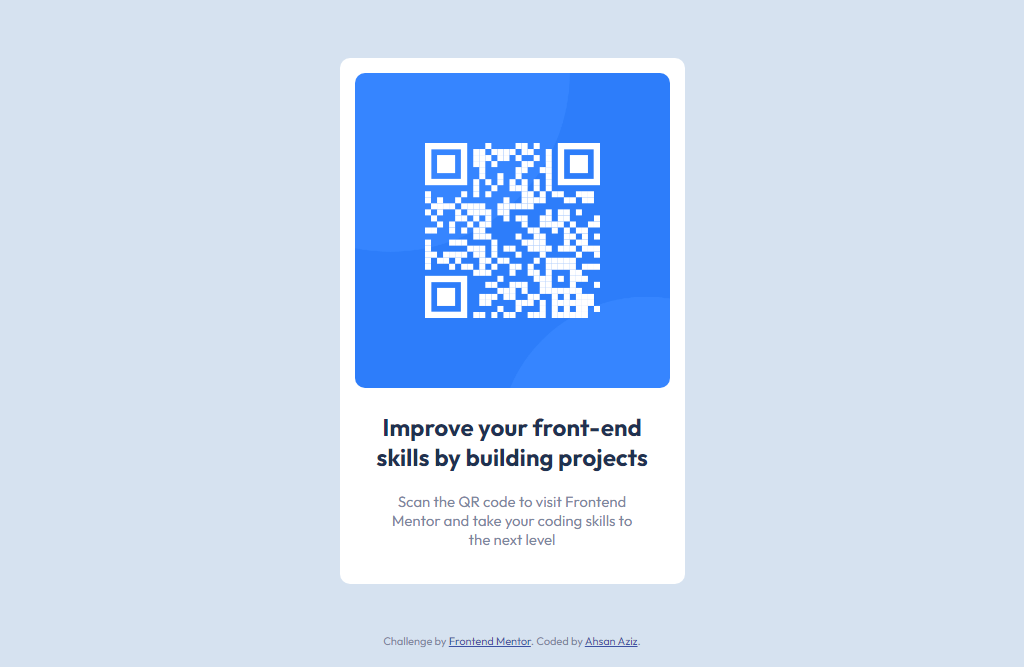 Improve your front-end
skills by building projects
Scan the QR code to visit Frontend
Mentor and take your coding skills to
the next level
Challenge by Frontend Mentor. Coded by Ahsan Aziz.